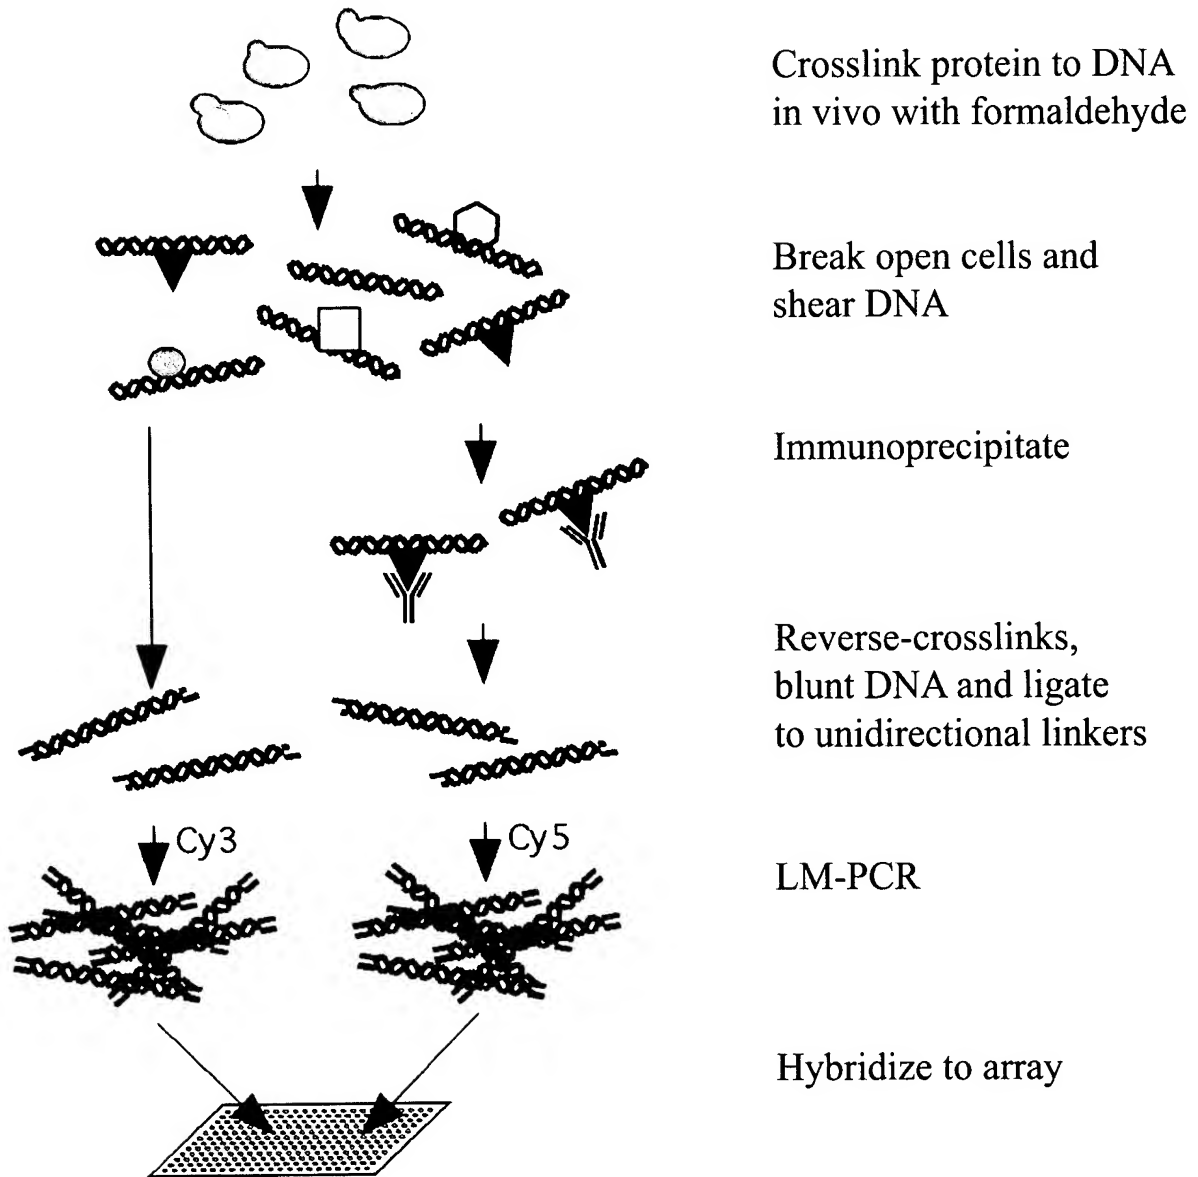 Crosslink protein to DNA
in vivo with formaldehyde
Break open cells and
shear DNA
Immunoprecipitate
Reverse-crosslinks,
blunt DNA and ligate
to unidirectional linkers
Cy3
Cy5
LM-PCR
Hybridize to array